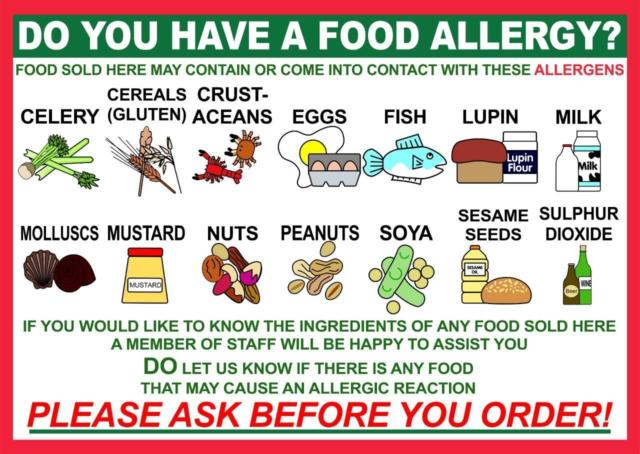 DO YOU HAVE A FOOD ALLERGY?
FOOD SOLD HERE MAY CONTAIN OR COME INTO CONTACT WITH THESE ALLERGENS
CELERY
CEREALS
(GLUTEN)
CRUST-
ACEANS
EGGS
FISH
LUPIN
MILK
Lupin
Flour
Milk
MOLLUSCS
MUSTARD
NUTS
PEANUTS
SOYA
SESAME
SEEDS
SULPHUR
DIOXIDE
MUSTARD
SESAME
OIL
Beer
WINE
IF YOU WOULD LIKE TO KNOW THE INGREDIENTS OF ANY FOOD SOLD HERE
A MEMBER OF STAFF WILL BE HAPPY TO ASSIST YOU
DO LET US KNOW IF THERE IS ANY FOOD
THAT MAY CAUSE AN ALLERGIC REACTION
PLEASE ASK BEFORE YOU ORDER!